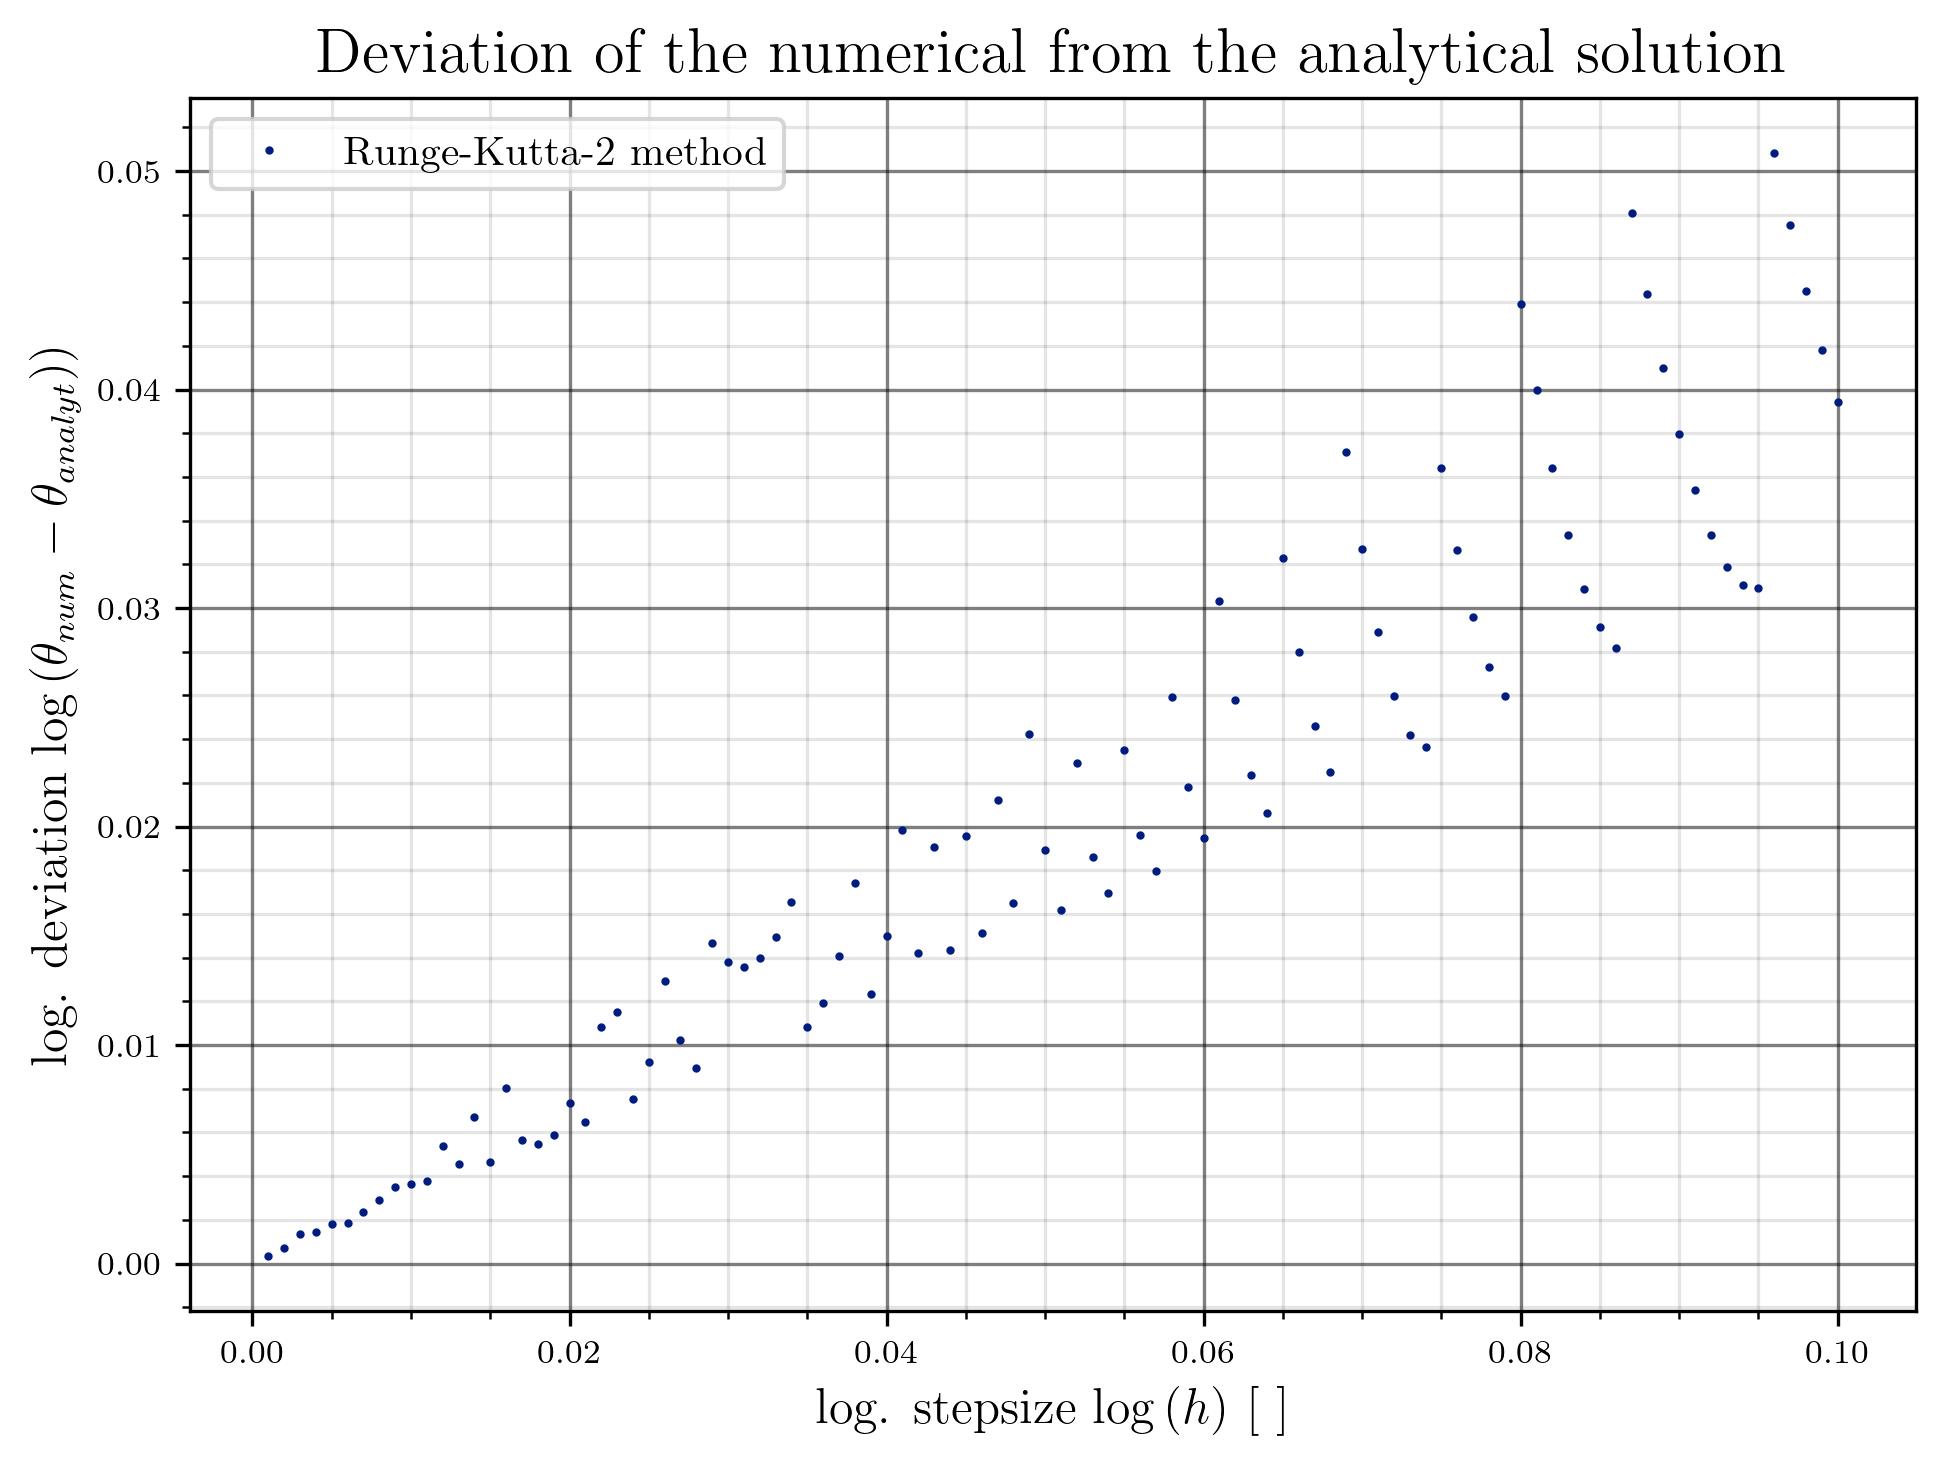 Deviation of the numerical from the analytical solution
Runge-Kutta-2 method
log. deviation log (θnum − θanalyt))
0.05
0.04
0.03
0.02
0.01
0.00
0.00 0.02 0.04 0.06 0.08 0.10
log. stepsize log (h) [ ]